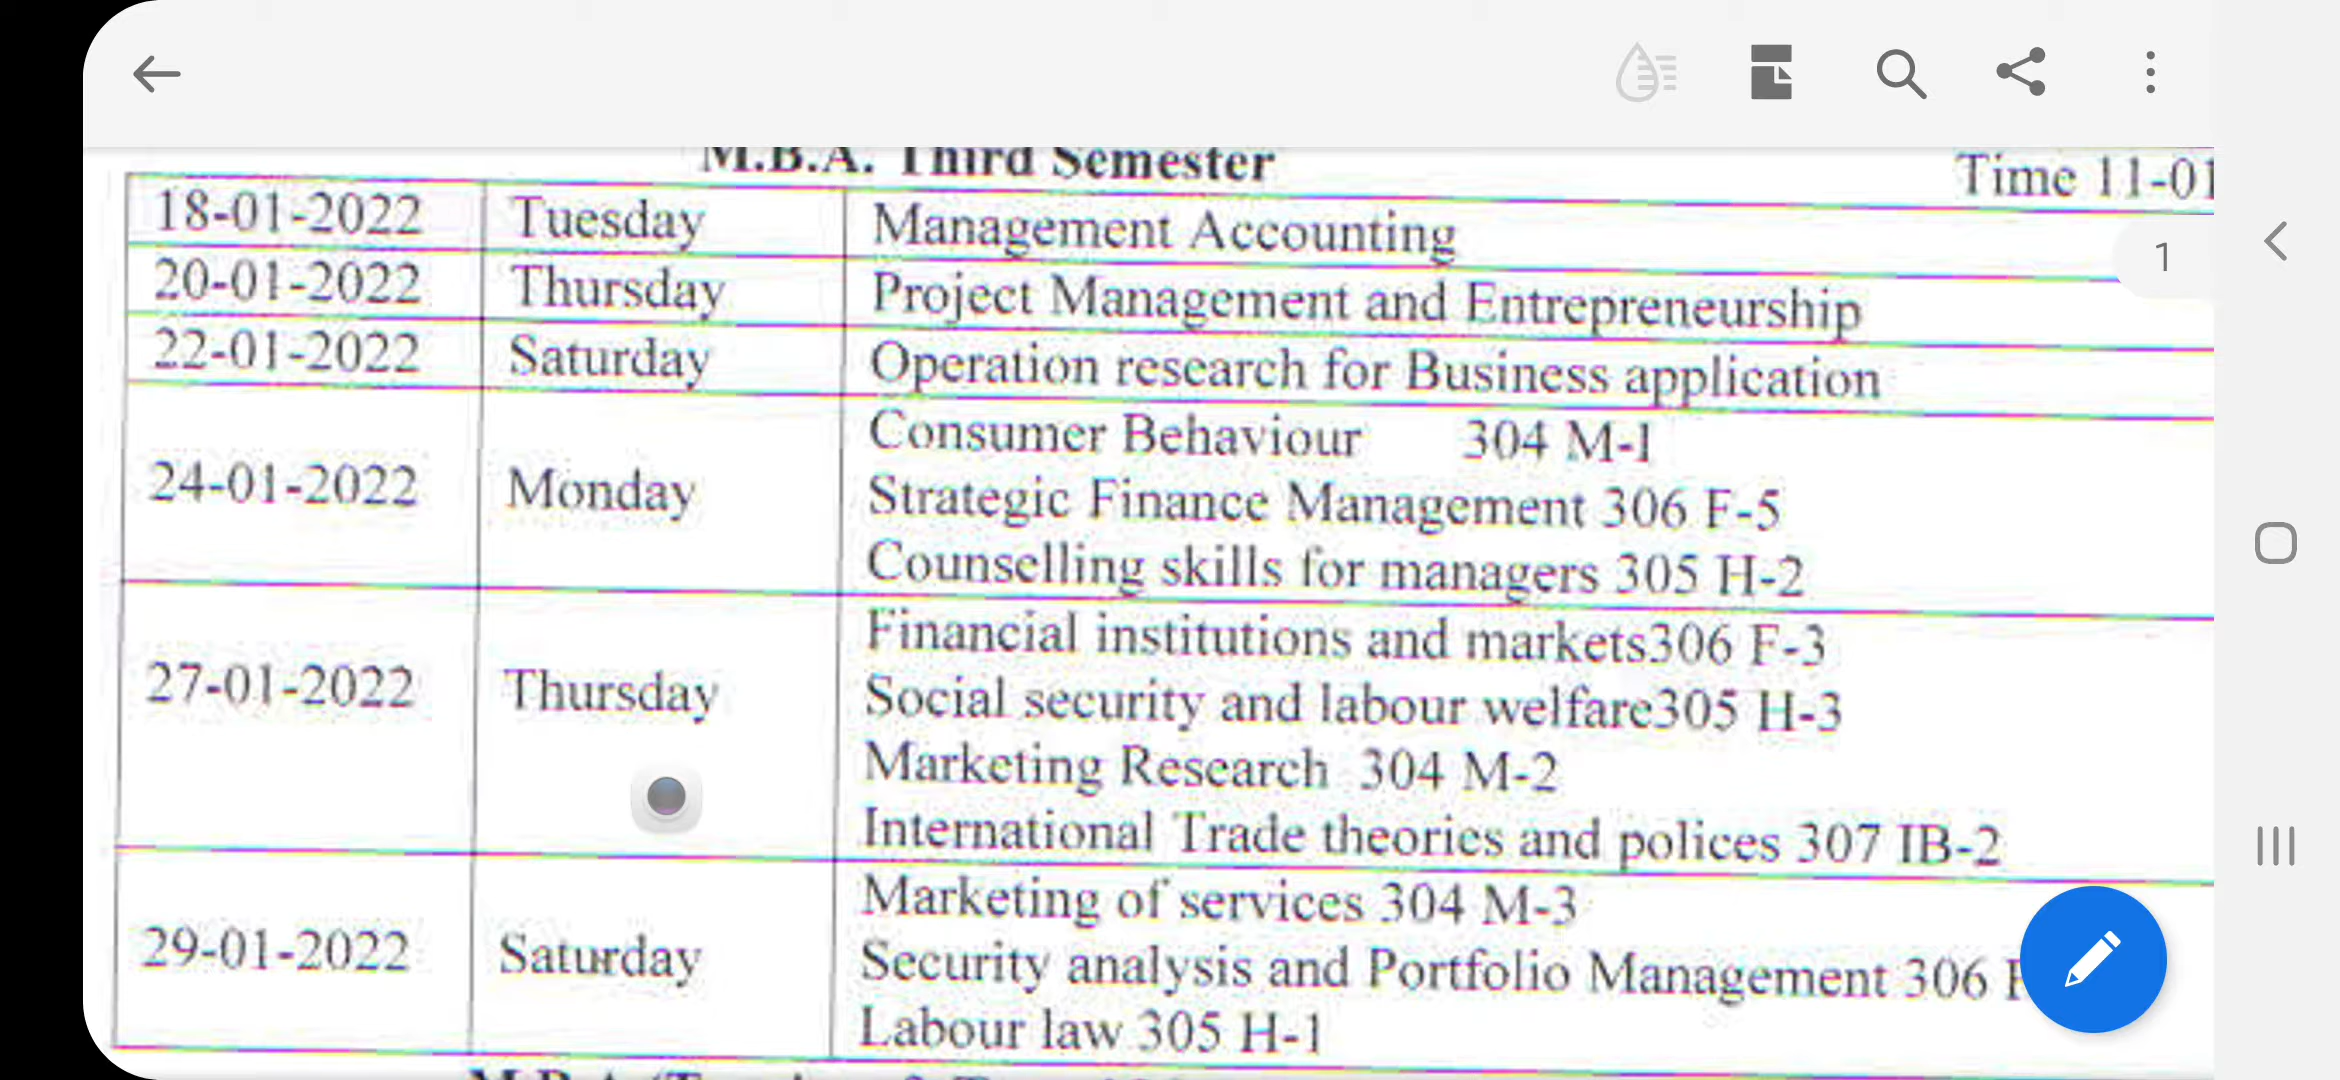 M.B.A. Third Semester
Time 11-01
18-01-2022 Tuesday Management Accounting
1
20-01-2022 Thursday Project Management and Entrepreneurship
22-01-2022 Saturday Operation research for Business application
Consumer Behaviour 304 M-1
24-01-2022 Monday Strategic Finance Management 306 F-5
Counselling skills for managers 305 H-2
Financial institutions and markets306 F-3
27-01-2022 Thursday Social security and labour welfare305 H-3
Marketing Research 304 M-2
International Trade theories and polices 307 IB-2
Marketing of services 304 M-3
29-01-2022 Saturday Security analysis and Portfolio Management 306
Labour law 305 H-1